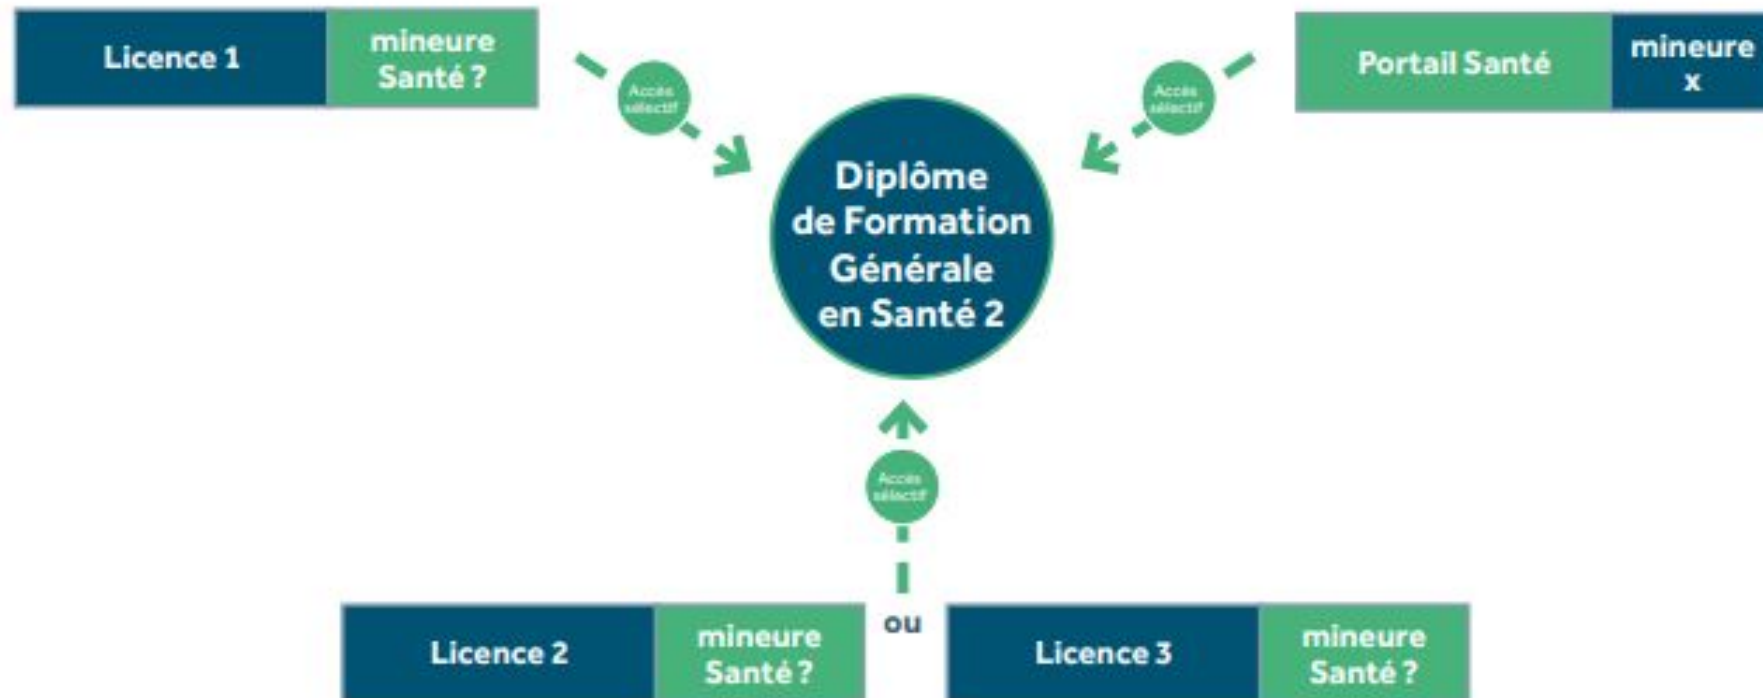 Licence 1
mineure
Santé ?
Accès
sélectif
Accès
sélectif
Portail Santé
mineure
x
Diplôme
de Formation
Générale
en Santé 2
Accès
sélectif
Licence 2
mineure
Santé ?
ou
Licence 3
mineure
Santé ?